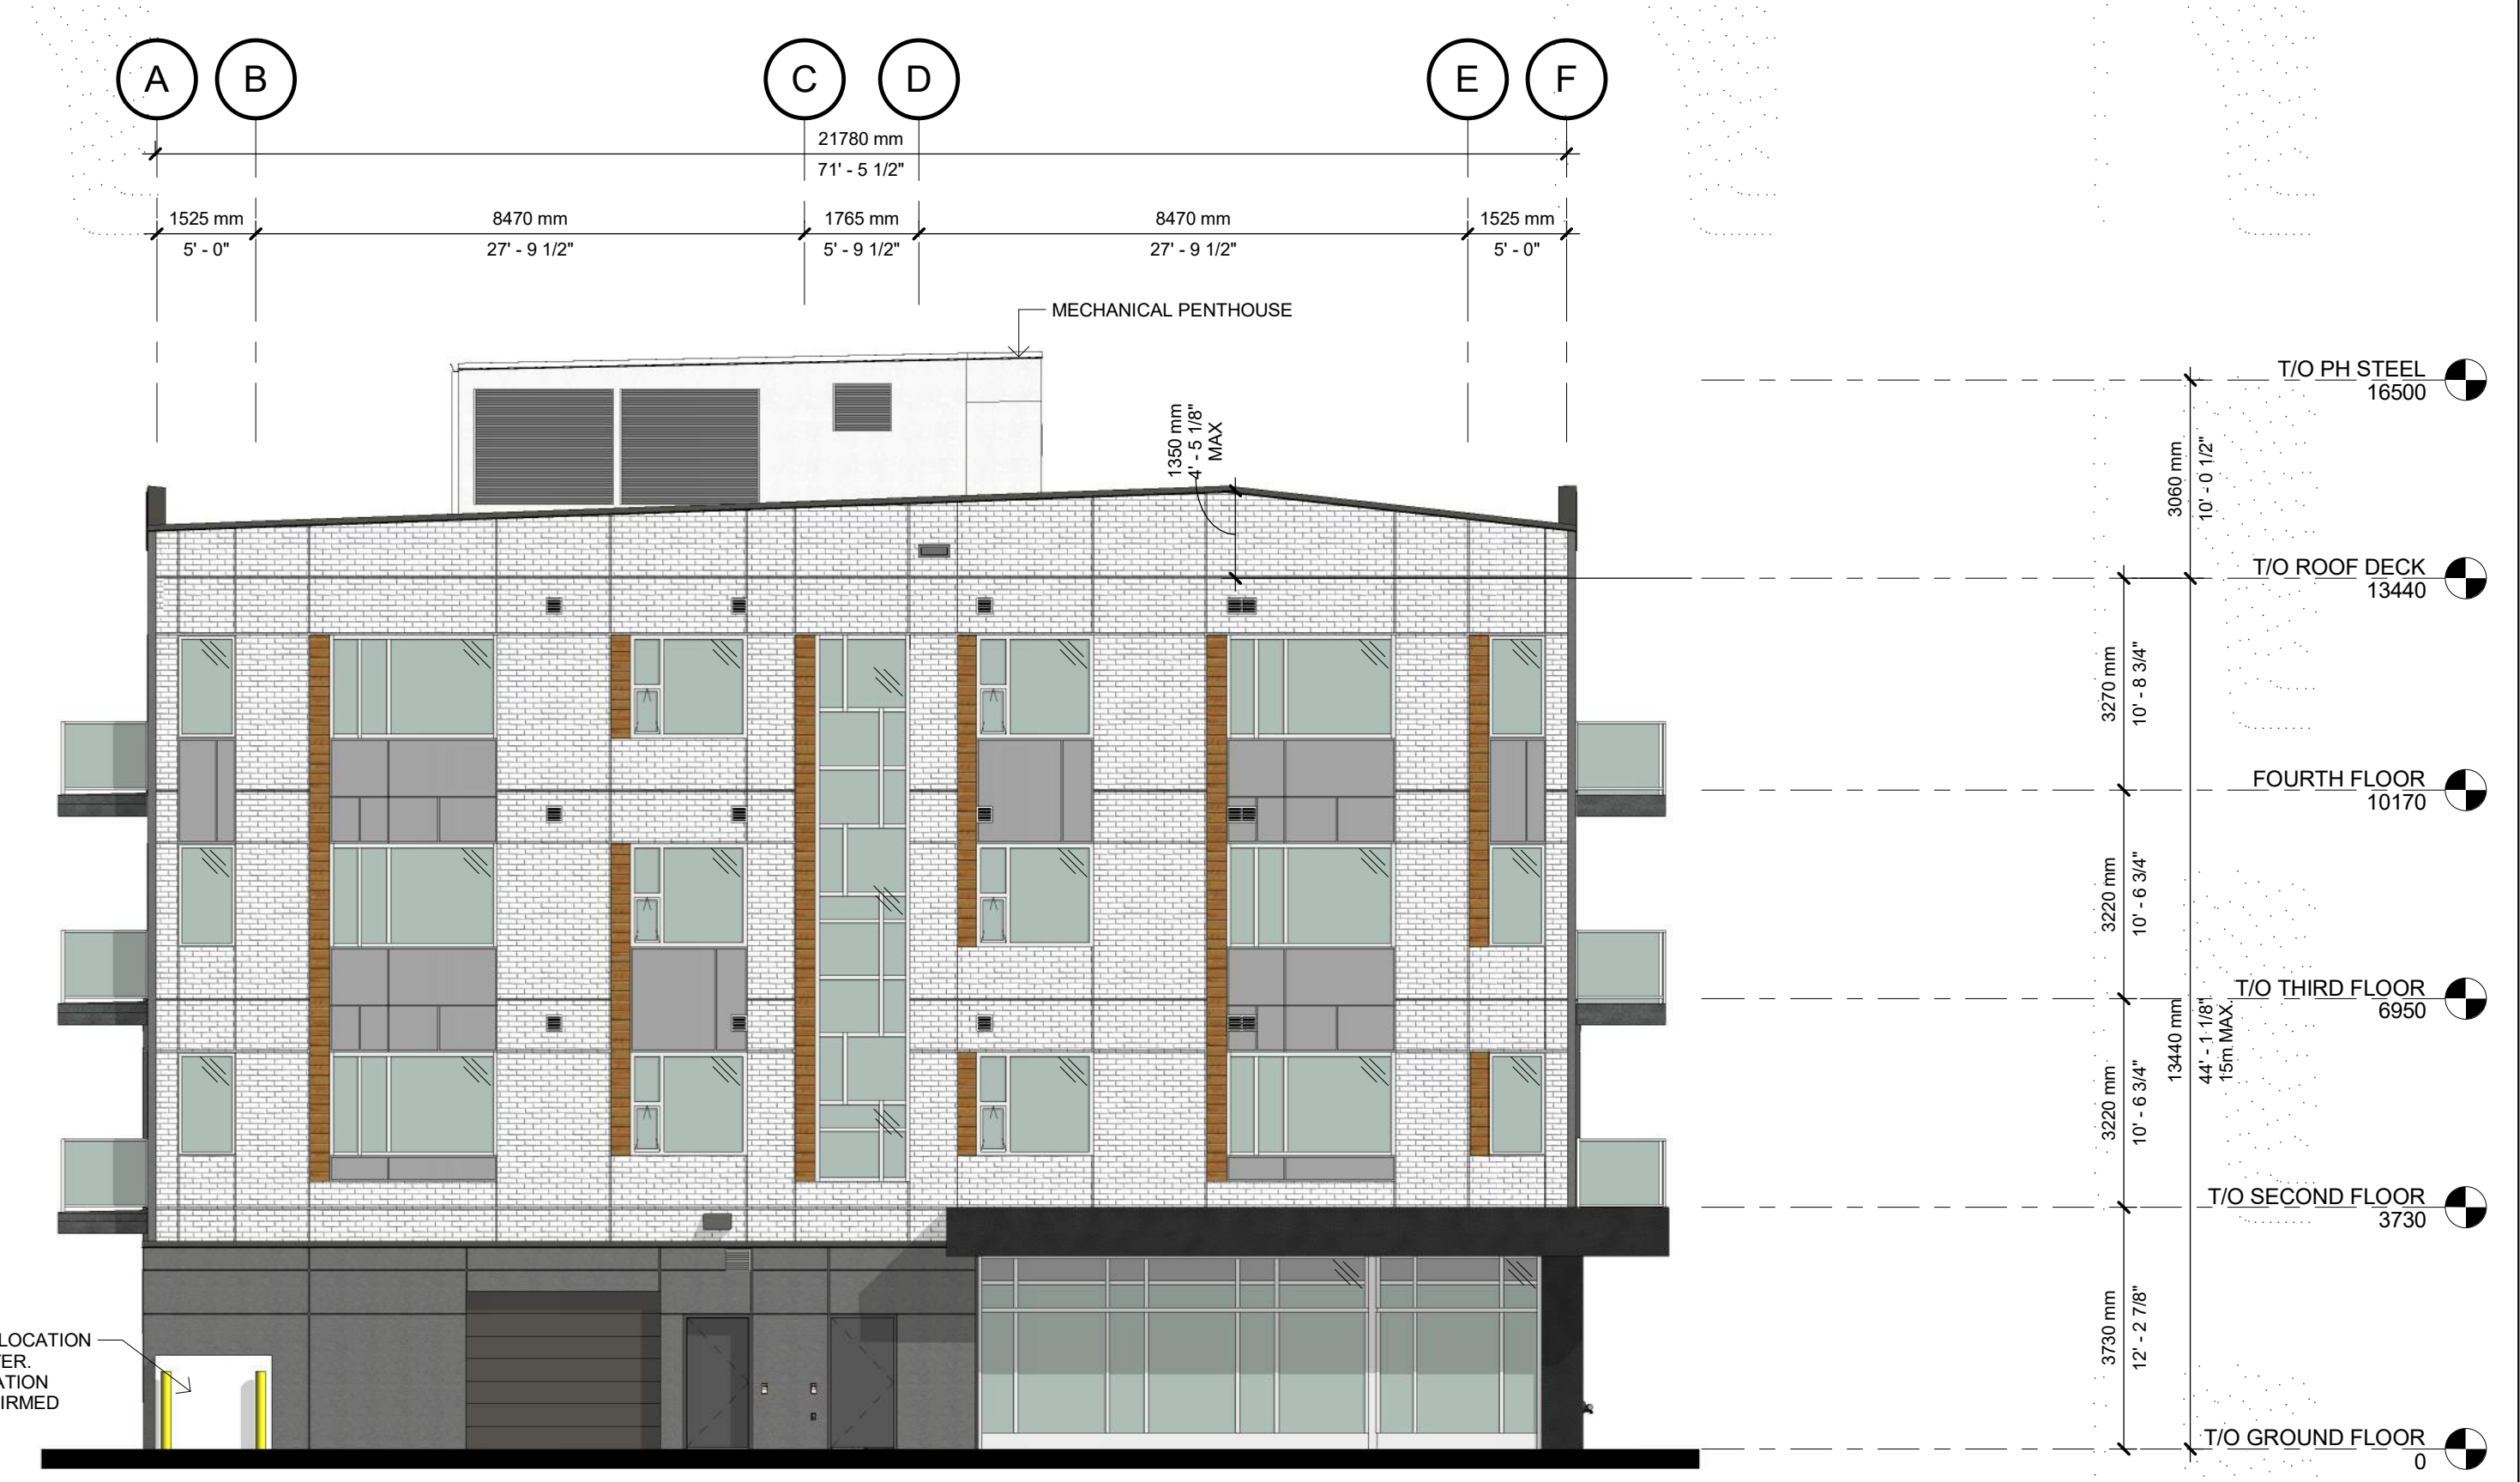 A B C D E F
21780 mm
71' - 5 1/2"
1525 mm 8470 mm 1765 mm 8470 mm 1525 mm
5' - 0" 27' - 9 1/2" 5' - 9 1/2" 27' - 9 1/2" 5' - 0"
MECHANICAL PENTHOUSE
1350 mm
4' - 5 1/8"
MAX
T/O PH STEEL
16500
3060 mm
10' - 0 1/2"
T/O ROOF DECK
13440
3270 mm
10' - 8 3/4"
FOURTH FLOOR
10170
3220 mm
10' - 6 3/4"
T/O THIRD FLOOR
6950
13440 mm
44' - 1 1/8"
15m MAX.
3220 mm
10' - 6 3/4"
T/O SECOND FLOOR
3730
3730 mm
12' - 2 7/8"
T/O GROUND FLOOR
0
LOCATION
TER.
ATION
IRMED